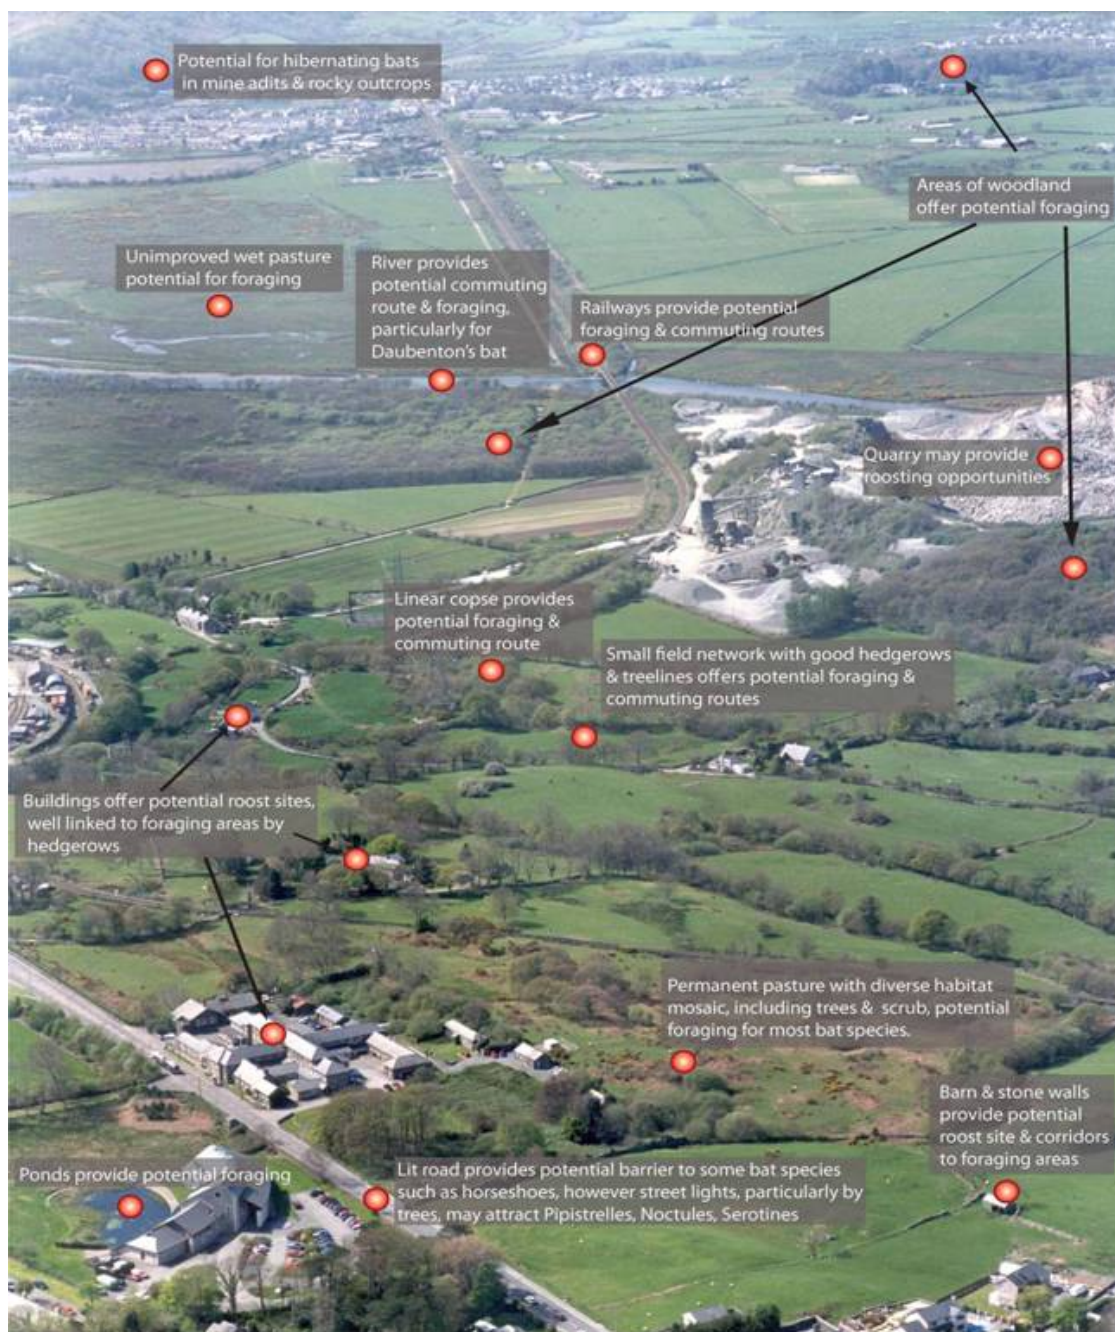 Potential for hibernating bats
in mine adits & rocky outcrops
Areas of woodland
offer potential foraging
Unimproved wet pasture
potential for foraging
River provides
potential commuting
route & foraging,
particularly for
Daubenton's bat
Railways provide potential
foraging & commuting routes
Quarry may provide
roosting opportunities
Linear copse provides
potential foraging &
commuting route
Small field network with good hedgerows
& treelines offers potential foraging &
commuting routes
Buildings offer potential roost sites,
well linked to foraging areas by
hedgerows
Permanent pasture with diverse habitat
mosaic, including trees & scrub, potential
foraging for most bat species.
Barn & stone walls
provide potential
roost site & corridors
to foraging areas
Ponds provide potential foraging
Lit road provides potential barrier to some bat species
such as horseshoes, however street lights, particularly by
trees, may attract Pipistrelles, Noctules, Serotines